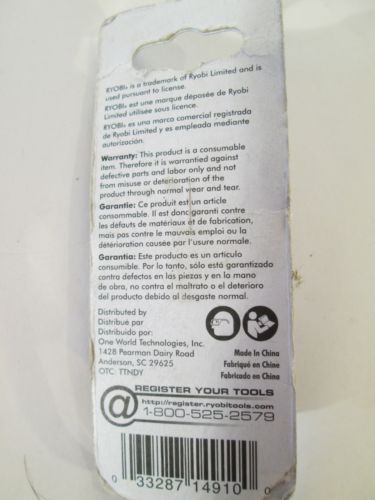 RYOBI® is a trademark of Ryobi Limited and is
used pursuant to license.
RYOBI® est une marque déposée de Ryobi
Limited utilisée sous licence.
RYOBI® es una marca comercial registrada
de Ryobi Limited y es empleada mediante
autorización.
Warranty: This product is a consumable
item. Therefore it is warrantied against
defective parts and labor only and not
from misuse or deterioration of the
product through normal wear and tear.
Garantie: Ce produit est un article
consommable. Il est donc garanti contre
les défauts de matériaux et de fabrication,
mais pas contre le mauvais emploi ou la
détérioration causée par l'usure normale.
Garantía: Este producto es un artículo
consumible. Por lo tanto, sólo está garantizado
contra defectos en las piezas y en la mano
de obra, no contra el maltrato o el deterioro
del producto debido al desgaste normal.
Distributed by
Distribué par
Distribuido por:
One World Technologies, Inc.
1428 Pearman Dairy Road
Anderson, SC 29625
OTC: TTNDY
Made In China
Fabriqué en Chine
Fabricado en China
@ REGISTER YOUR TOOLS
http://register.ryobitools.com
1-800-525-2579
0 33287 14910 0